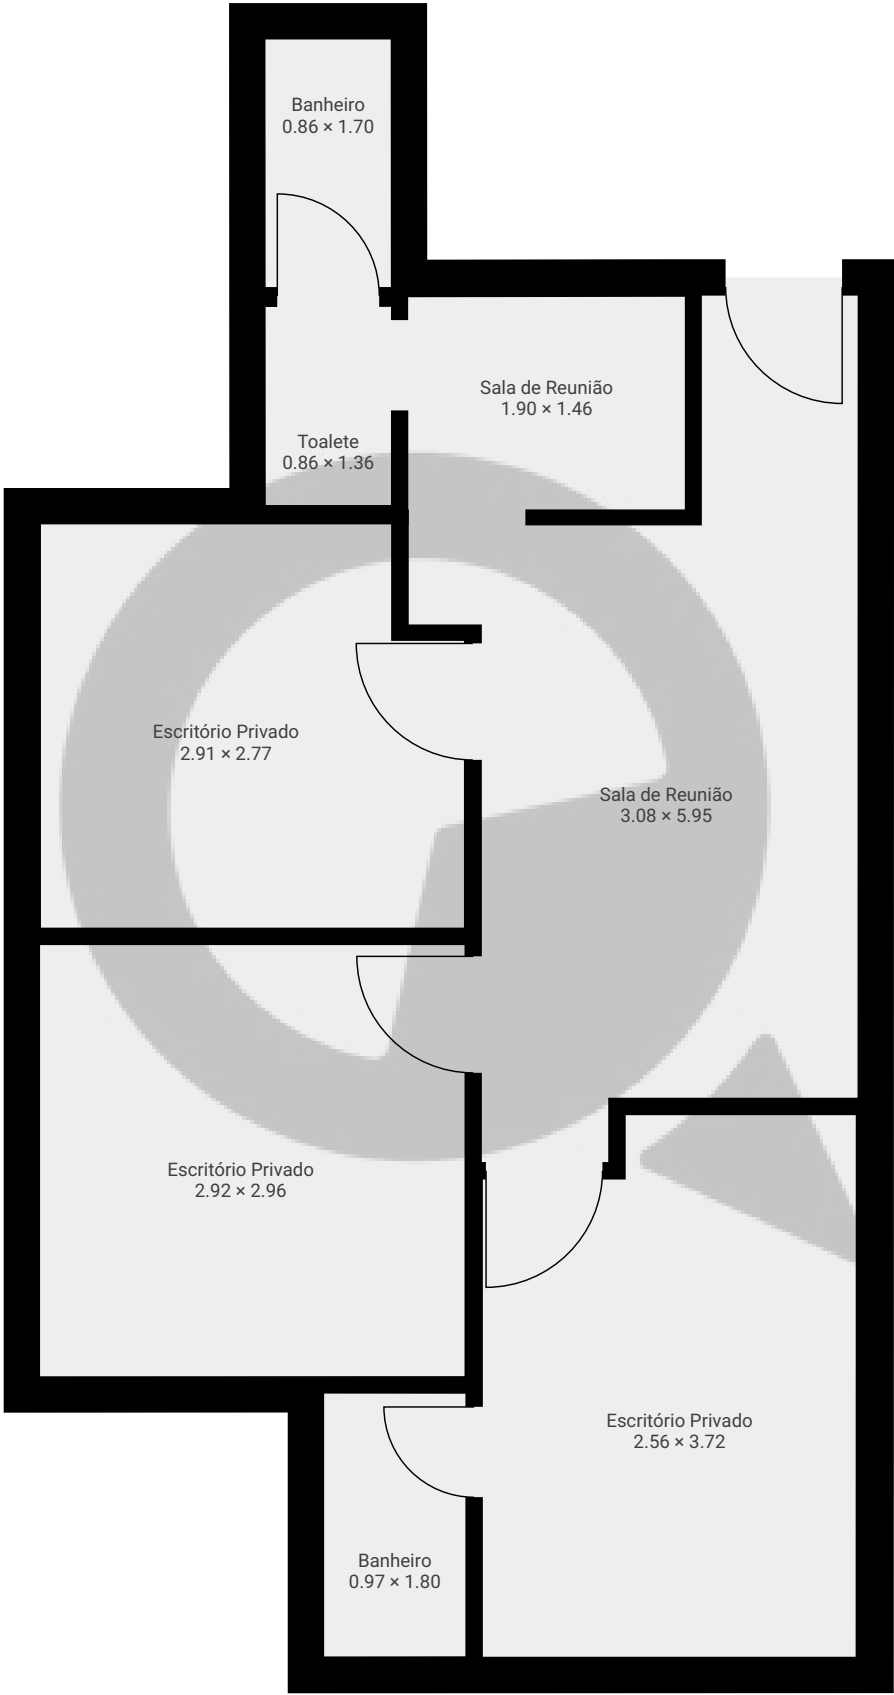 Banheiro
0.86 × 1.70
Sala de Reunião
1.90 × 1.46
Toalete
0.86 × 1.36
Escritório Privado
2.91 × 2.77
Sala de Reunião
3.08 × 5.95
Escritório Privado
2.92 × 2.96
Escritório Privado
2.56 × 3.72
Banheiro
0.97 × 1.80